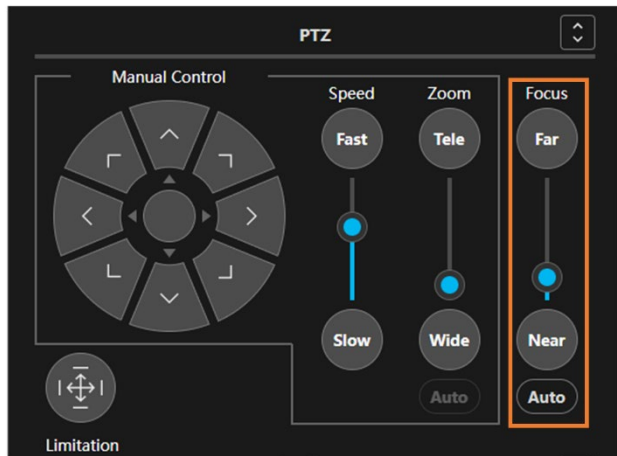 PTZ
Manual Control
Speed
Zoom
Focus
Fast
Tele
Far
Slow
Wide
Near
Auto
Auto
Limitation